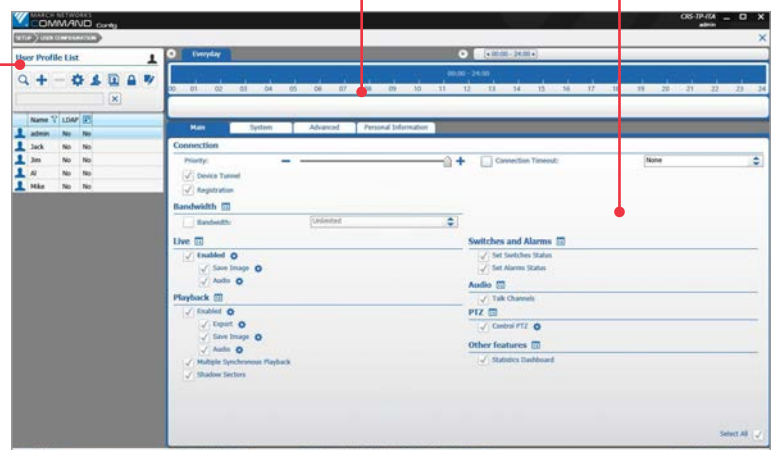 MARCH NETWORKS
COMMAND Config
CRS-TP-ITA
admin
SETUP USER CONFIGURATION
User Profile List
Name LDAP
admin No No
Jack No No
Jim No No
Al No No
Mike No No
Everyday
00:00 - 24:00
00:00 - 24:00
00 01 02 03 04 05 06 07 08 09 10 11 12 13 14 15 16 17 18 19 20 21 22 23 24
Main System Advanced Personal Information
Connection
Priority: Connection Timeout: None
Device Tunnel
Registration
Bandwidth
Bandwidth: Unlimited
Live
Enabled
Save Image
Audio
Playback
Enabled
Export
Save Image
Audio
Multiple Synchronous Playback
Shadow Sectors
Switches and Alarms
Set Switches Status
Set Alarms Status
Audio
Talk Channels
PTZ
Control PTZ
Other features
Statistics Dashboard
Select All